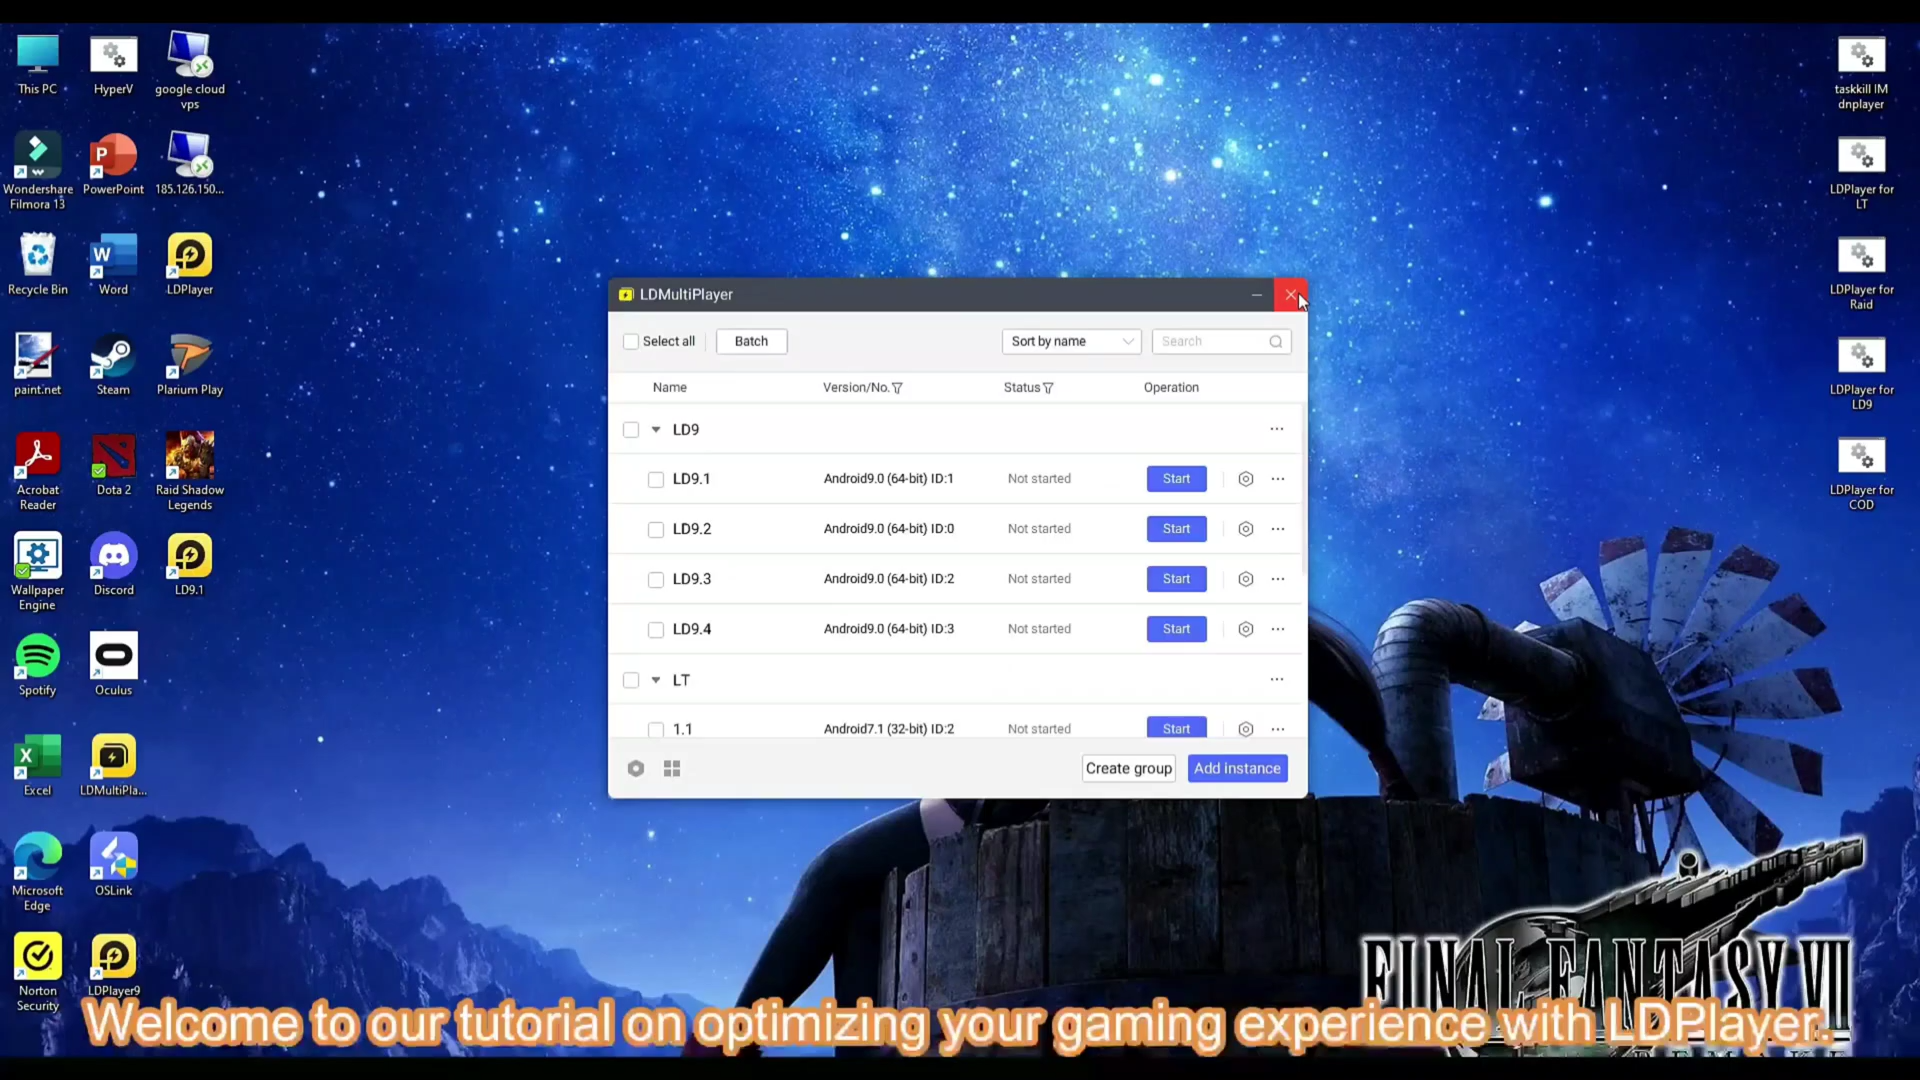 This PC
HyperV
google cloud
vps
Wondershare
Filmora 13
PowerPoint
185.126.150...
Recycle Bin
Word
LDPlayer
paint.net
Steam
Plarium Play
Acrobat
Reader
Dota 2
Raid Shadow
Legends
Wallpaper
Engine
Discord
LD9.1
Spotify
Oculus
Excel
LDMultiPla...
Microsoft
Edge
OSLink
Norton
Security
LDPlayer9
LDMultiPlayer
Select all
Batch
Sort by name
Search
Name
Version/No.
Status
Operation
LD9
LD9.1
Android9.0 (64-bit) ID:1
Not started
Start
LD9.2
Android9.0 (64-bit) ID:0
Not started
Start
LD9.3
Android9.0 (64-bit) ID:2
Not started
Start
LD9.4
Android9.0 (64-bit) ID:3
Not started
Start
LT
1.1
Android7.1 (32-bit) ID:2
Not started
Start
Create group
Add instance
taskkill IM
dnplayer
LDPlayer for
LT
LDPlayer for
Raid
LDPlayer for
LD9
LDPlayer for
COD
FINAL FANTASY VII
Welcome to our tutorial on optimizing your gaming experience with LDPlayer.